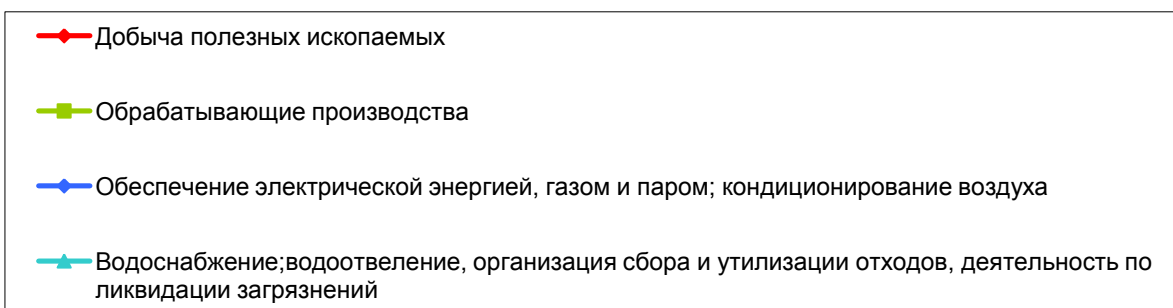 Добыча полезных ископаемых
Обрабатывающие производства
Обеспечение электрической энергией, газом и паром; кондиционирование воздуха
Водоснабжение;водоотвеление, организация сбора и утилизации отходов, деятельность по
ликвидации загрязнений